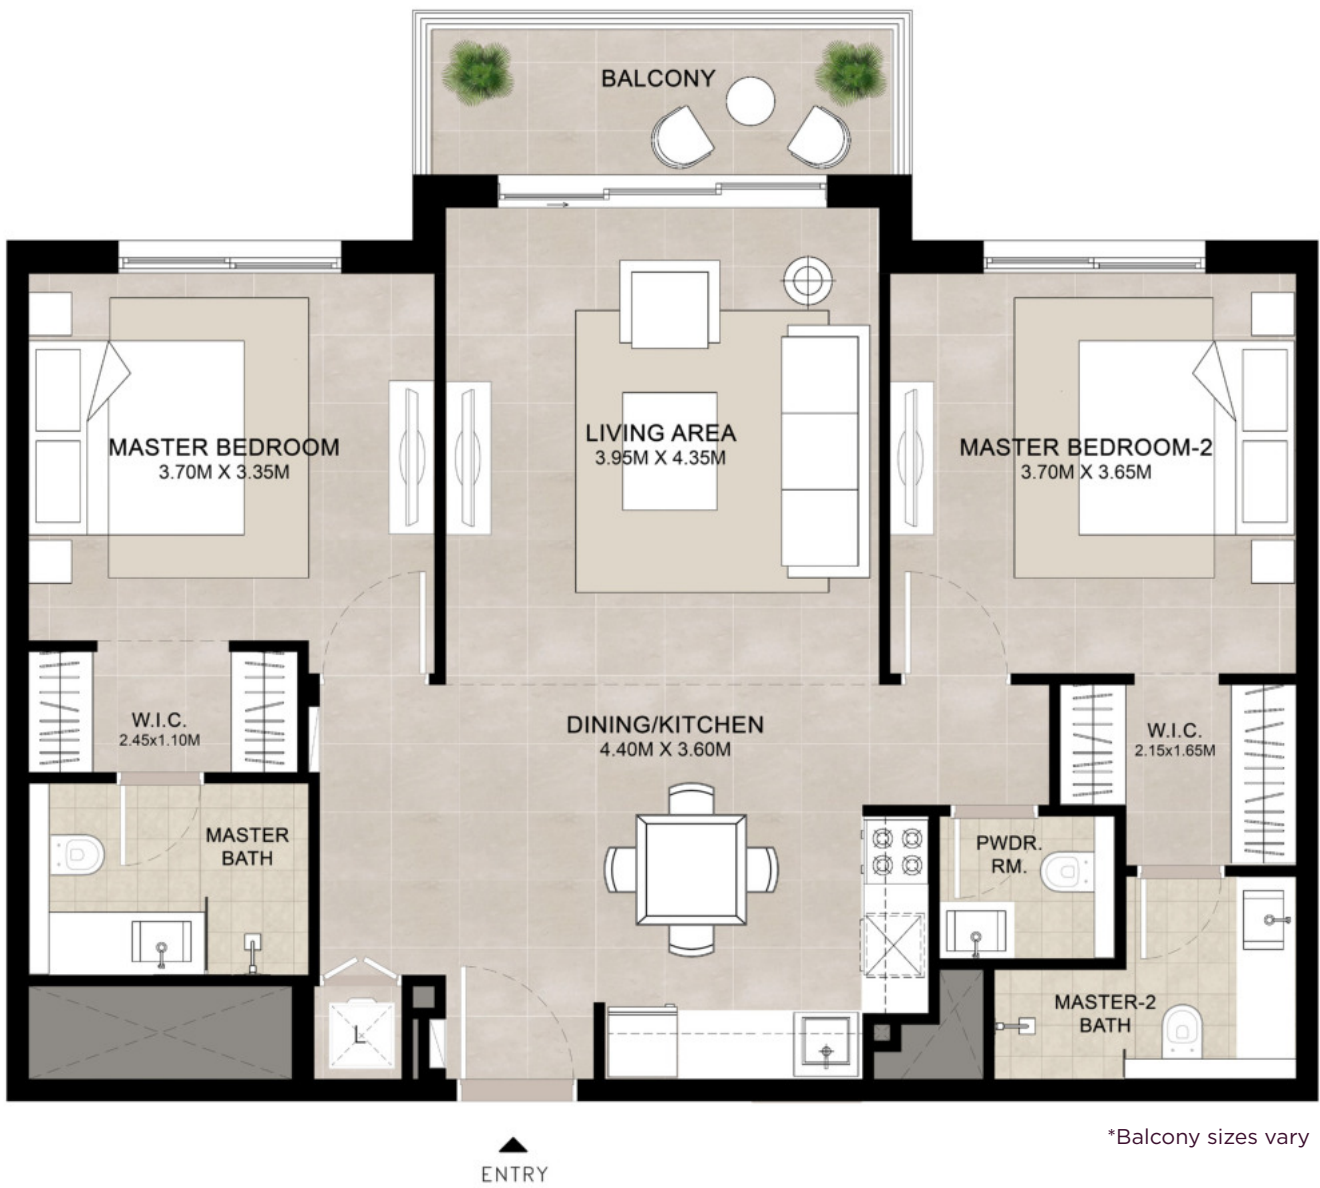 BALCONY
MASTER BEDROOM
3.70M X 3.35M
LIVING AREA
3.95M X 4.35M
MASTER BEDROOM-2
3.70M X 3.65M
W.I.C.
2.45x1.10M
DINING/KITCHEN
4.40M X 3.60M
W.I.C.
2.15x1.65M
MASTER
BATH
PWDR.
RM.
MASTER-2
BATH
L
*Balcony sizes vary
ENTRY